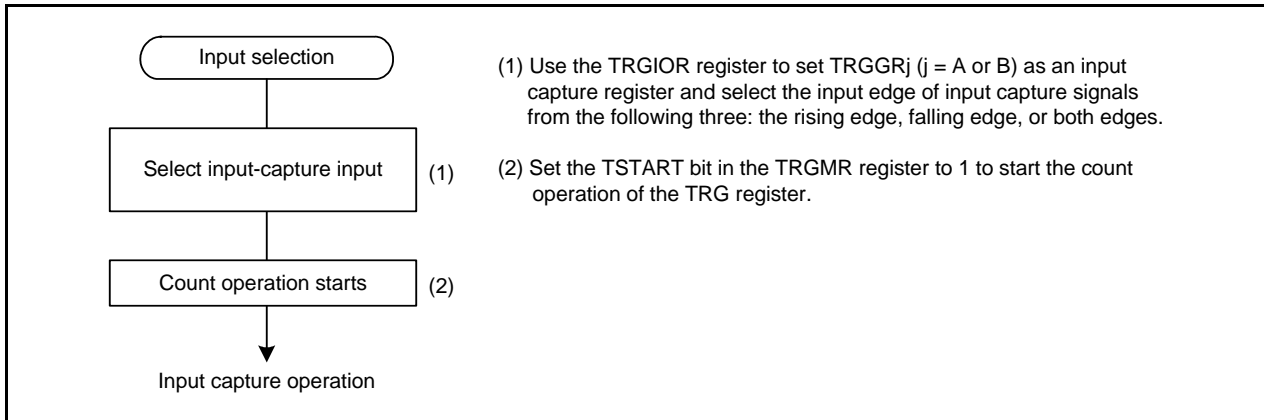 Input selection
Select input-capture input
(1)
Count operation starts
(2)
Input capture operation
(1) Use the TRGIOR register to set TRGGRj (j = A or B) as an input
capture register and select the input edge of input capture signals
from the following three: the rising edge, falling edge, or both edges.
(2) Set the TSTART bit in the TRGMR register to 1 to start the count
operation of the TRG register.